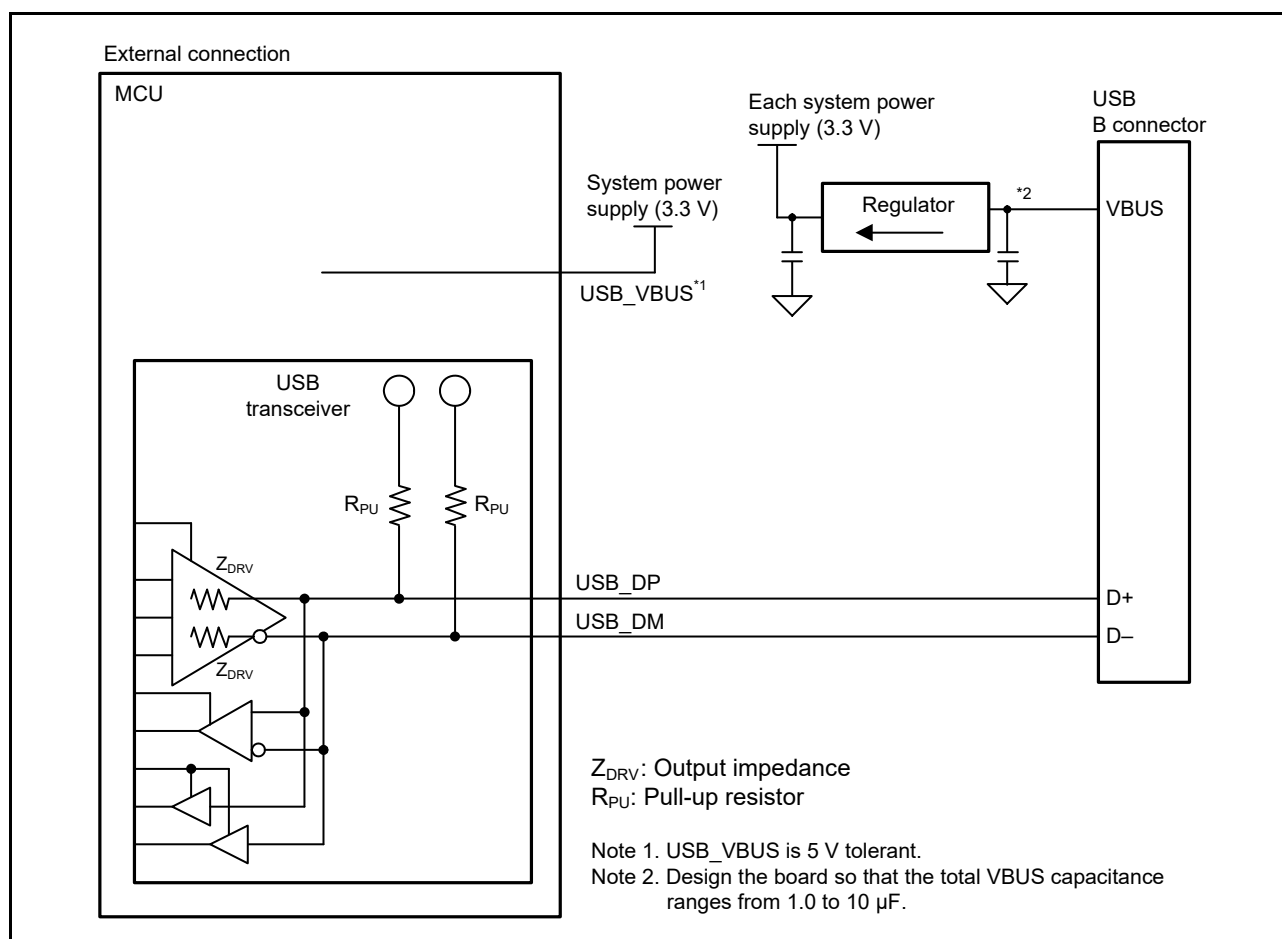 External connection
MCU
Each system power
supply (3.3 V)
USB
B connector
System power
supply (3.3 V)
Regulator
*2
VBUS
USB_VBUS*1
USB
transceiver
RPU
RPU
ZDRV
ZDRV
USB_DP
USB_DM
D+
D–
ZDRV: Output impedance
RPU: Pull-up resistor
Note 1. USB_VBUS is 5 V tolerant.
Note 2. Design the board so that the total VBUS capacitance
ranges from 1.0 to 10 µF.